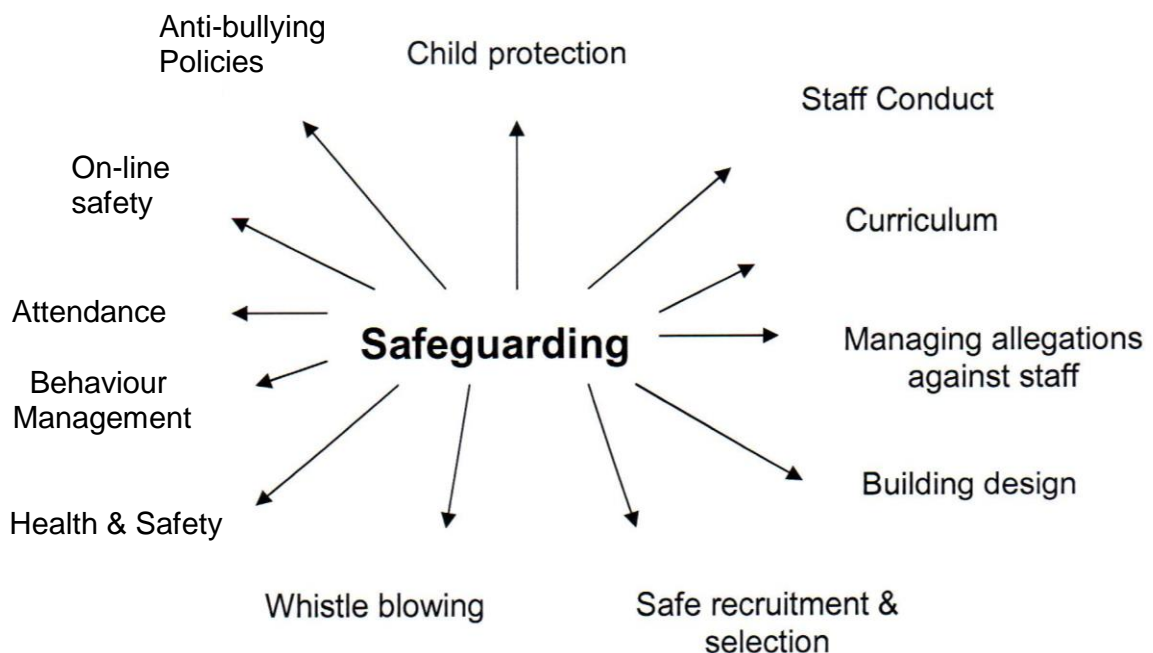 Anti-bullying
Policies
Child protection
Staff Conduct
On-line
safety
Curriculum
Attendance
Safeguarding
Managing allegations
against staff
Behaviour
Management
Building design
Health & Safety
Whistle blowing
Safe recruitment &
selection